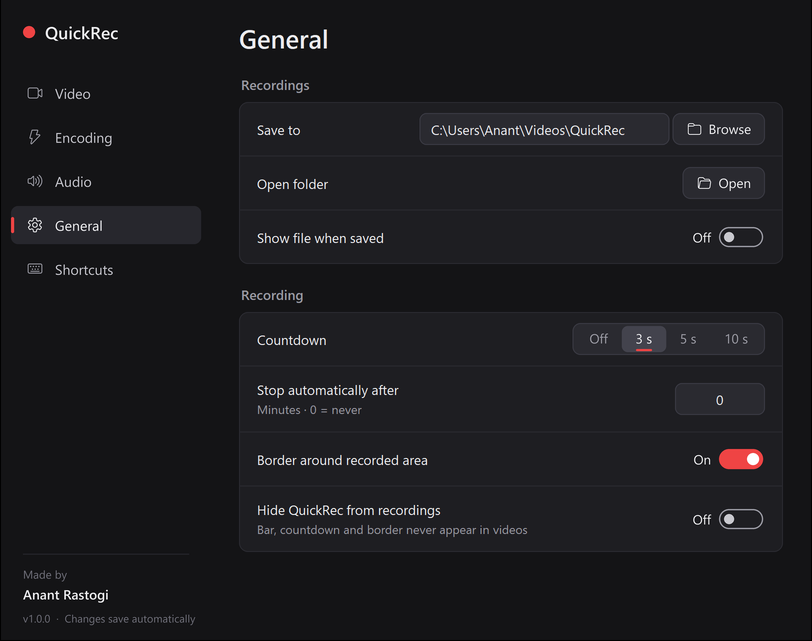 QuickRec
Video
Encoding
Audio
General
Shortcuts
Made by
Anant Rastogi
v1.0.0 · Changes save automatically
General
Recordings
Save to
C:\Users\Anant\Videos\QuickRec
Browse
Open folder
Open
Show file when saved
Off
Recording
Countdown
Off 3 s 5 s 10 s
Stop automatically after
Minutes · 0 = never
0
Border around recorded area
On
Hide QuickRec from recordings
Bar, countdown and border never appear in videos
Off